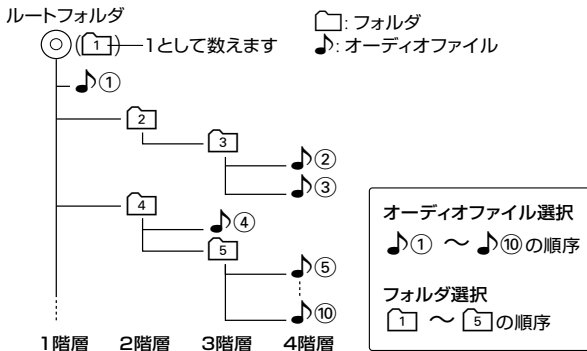 ルートフォルダ
(1) 1として数えます
: フォルダ
♪: オーディオファイル
♪①
2
3
♪②
♪③
4
♪④
5
♪⑤
♪⑩
1階層 2階層 3階層 4階層
オーディオファイル選択
♪① ～ ♪⑩の順序
フォルダ選択
1 ～ 5の順序